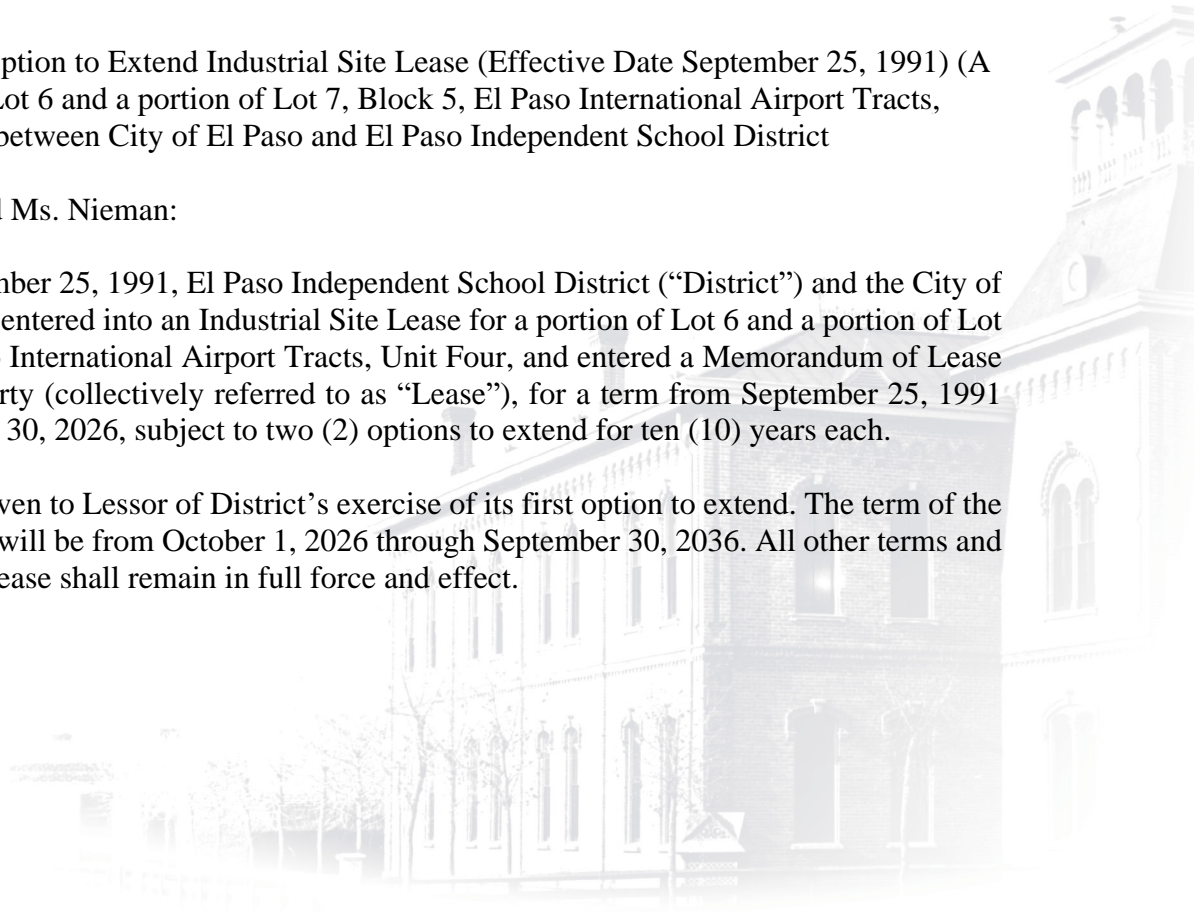 ption to Extend Industrial Site Lease (Effective Date September 25, 1991) (A
Lot 6 and a portion of Lot 7, Block 5, El Paso International Airport Tracts,
between City of El Paso and El Paso Independent School District
Ms. Nieman:
mber 25, 1991, El Paso Independent School District (“District”) and the City of
entered into an Industrial Site Lease for a portion of Lot 6 and a portion of Lot
International Airport Tracts, Unit Four, and entered a Memorandum of Lease
rty (collectively referred to as “Lease”), for a term from September 25, 1991
30, 2026, subject to two (2) options to extend for ten (10) years each.
ven to Lessor of District’s exercise of its first option to extend. The term of the
will be from October 1, 2026 through September 30, 2036. All other terms and
ease shall remain in full force and effect.